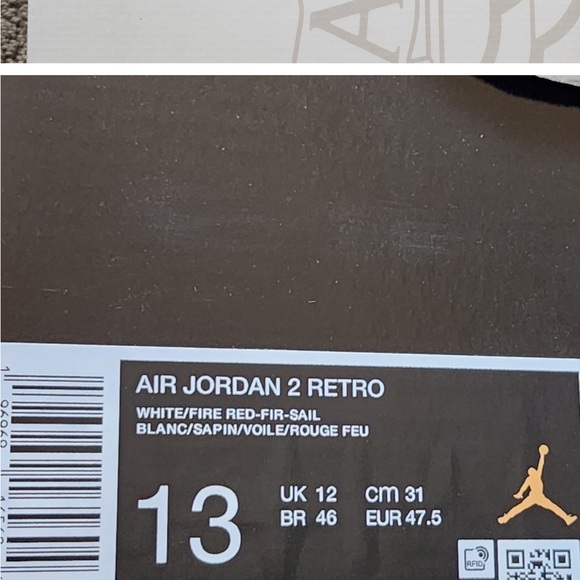 A
AIR JORDAN 2 RETRO
WHITE/FIRE RED-FIR-SAIL
BLANC/SAPIN/VOILE/ROUGE FEU
13
UK 12 cm 31
BR 46 EUR 47.5
RFID